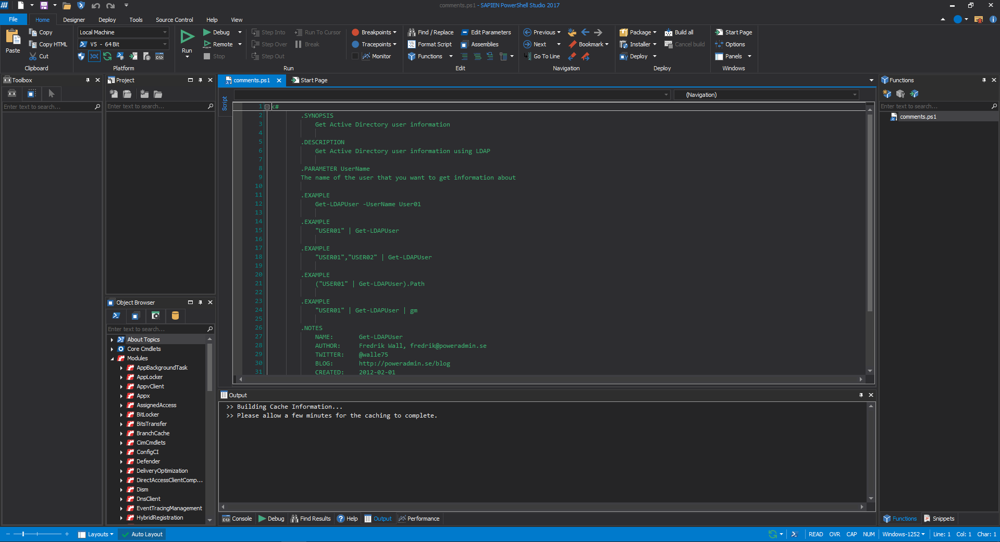 comments.ps1 - SAPIEN PowerShell Studio 2017
File Home Designer Deploy Tools Source Control Help View
Paste
Copy
Copy HTML
Cut
Clipboard
Local Machine
V5 - 64 Bit
Platform
Run
Debug
Remote
Stop
Step Into
Step Over
Step Out
Run To Cursor
Break
Breakpoints
Tracepoints
Monitor
Run
Find / Replace
Format Script
Functions
Edit Parameters
Assemblies
Edit
Previous
Next
Go To Line
Bookmark
Navigation
Package
Installer
Deploy
Build all
Cancel build
Deploy
Start Page
Options
Panels
Windows
Toolbox
Enter text to search...
Project
Enter text to search...
Object Browser
Enter text to search...
About Topics
Core Cmdlets
Modules
AppBackgroundTask
AppLocker
AppvClient
Appx
AssignedAccess
BitLocker
BitsTransfer
BranchCache
CimCmdlets
ConfigCI
Defender
DeliveryOptimization
DirectAccessClientComp...
Dism
DnsClient
EventTracingManagement
HybridRegistration
comments.ps1 Start Page
Script
(Navigation)
1 <#
2 .SYNOPSIS
3 Get Active Directory user information
4
5 .DESCRIPTION
6 Get Active Directory user information using LDAP
7
8 .PARAMETER UserName
9 The name of the user that you want to get information about
10
11 .EXAMPLE
12 Get-LDAPUser -UserName User01
13
14 .EXAMPLE
15 "USER01" | Get-LDAPUser
16
17 .EXAMPLE
18 "USER01","USER02" | Get-LDAPUser
19
20 .EXAMPLE
21 ("USER01" | Get-LDAPUser).Path
22
23 .EXAMPLE
24 "USER01" | Get-LDAPUser | gm
25
26 .NOTES
27 NAME: Get-LDAPUser
28 AUTHOR: Fredrik Wall, fredrik@poweradmin.se
29 TWITTER: @walle75
30 BLOG: http://poweradmin.se/blog
31 CREATED: 2012-02-01
Output
>> Building Cache Information...
>> Please allow a few minutes for the caching to complete.
Console Debug Find Results Help Output Performance
Functions
Enter text to search...
comments.ps1
Functions Snippets
Layouts Auto Layout
READ OVR CAP NUM Windows-1252 Line: 1 Col: 1 Char: 1